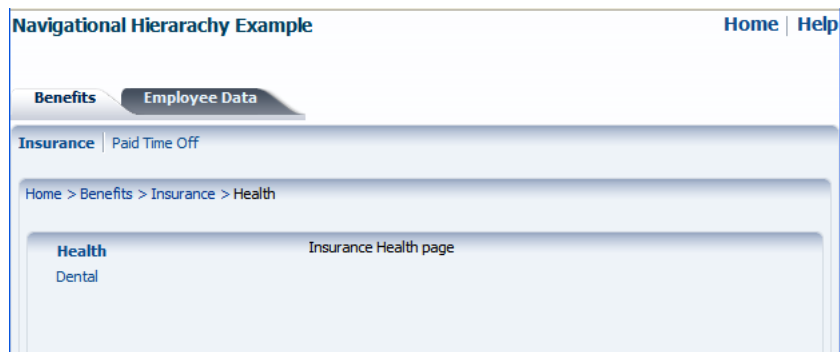 Navigational Hierarachy Example
Home | Help
Benefits Employee Data
Insurance | Paid Time Off
Home > Benefits > Insurance > Health
Health Insurance Health page
Dental